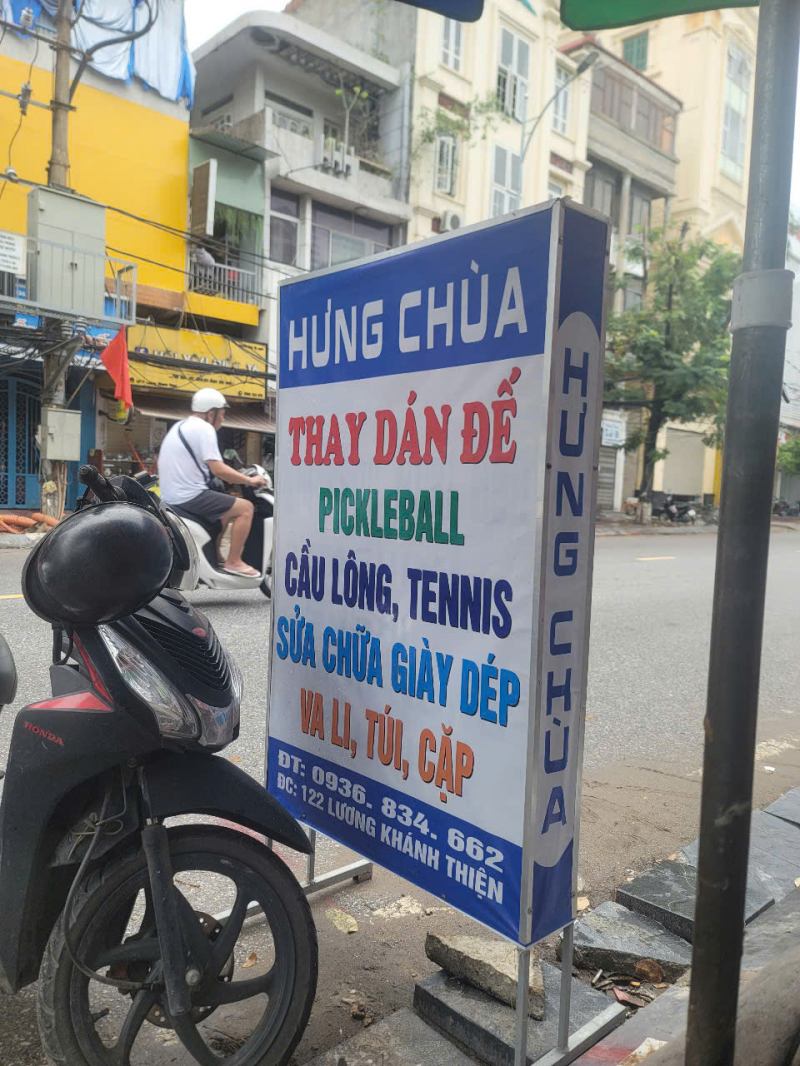 HƯNG CHÙA
THAY DÁN ĐẾ
PICKLEBALL
CẦU LÔNG, TENNIS
SỬA CHỮA GIÀY DÉP
VA LI, TÚI, CẶP
ĐT: 0936. 834. 662
ĐC: 122 LƯƠNG KHÁNH THIỆN
HƯNG CHÙA
HONDA